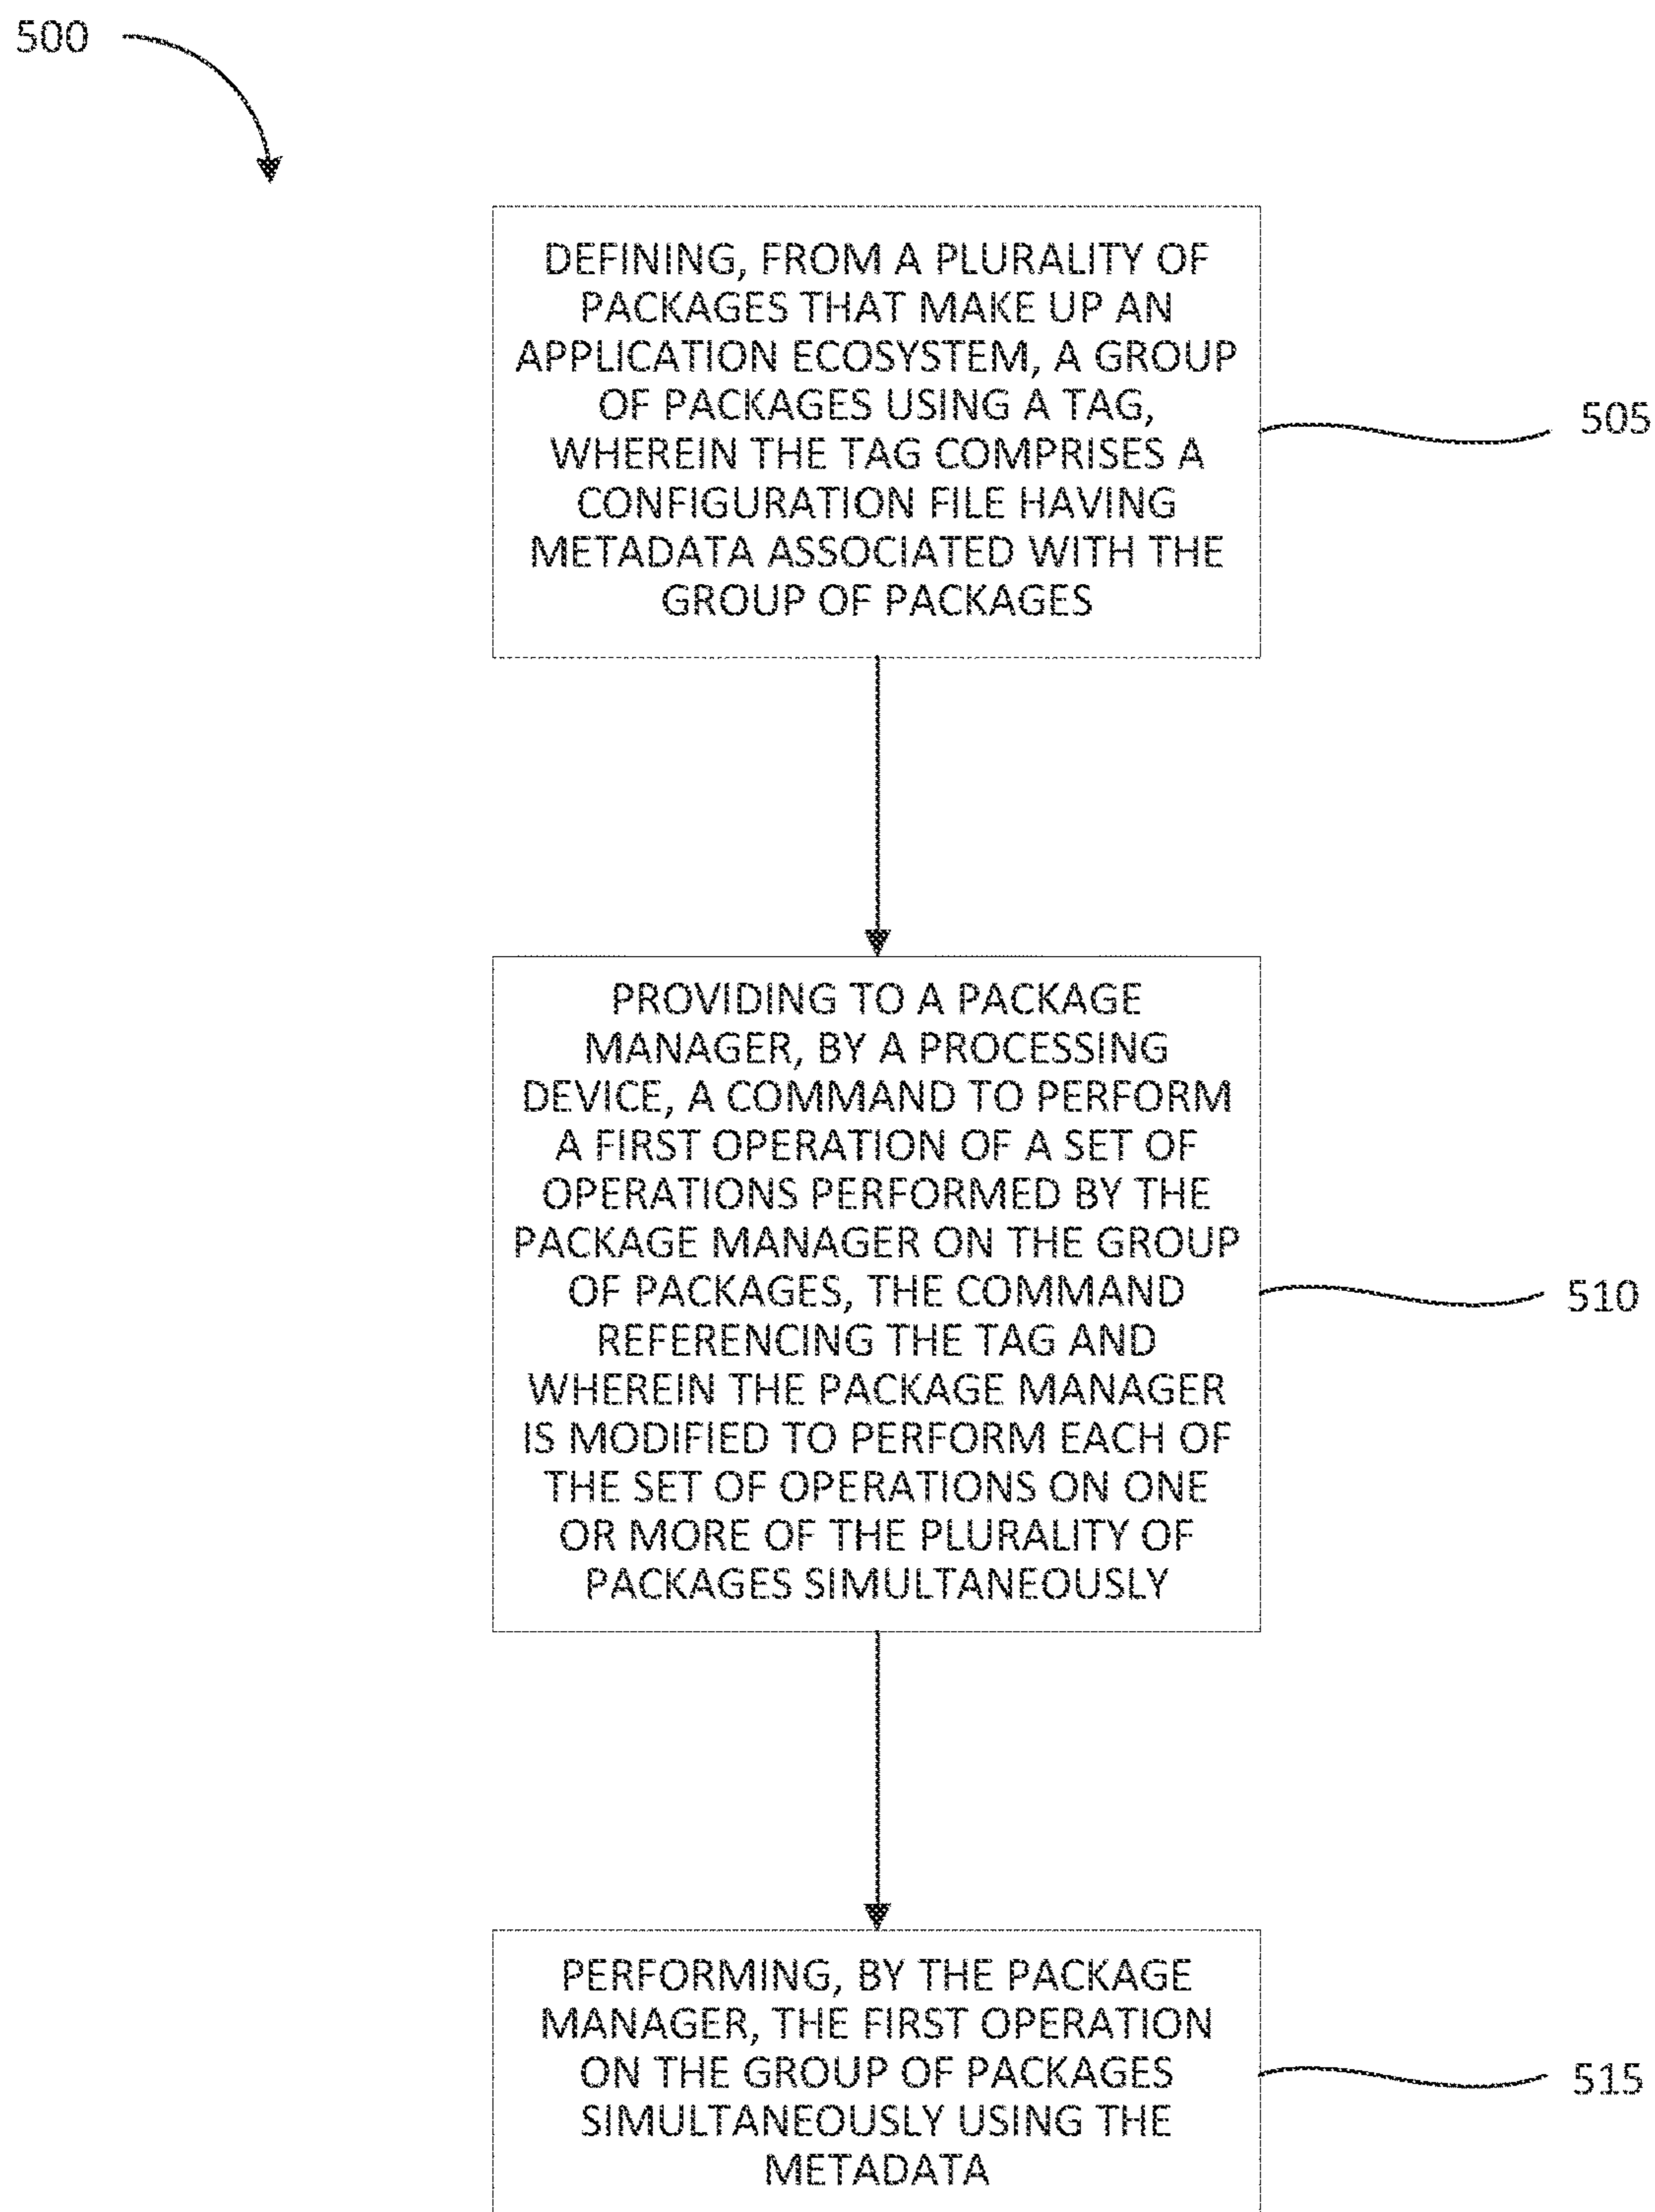 500
DEFINING, FROM A PLURALITY OF
PACKAGES THAT MAKE UP AN
APPLICATION ECOSYSTEM, A GROUP
OF PACKAGES USING A TAG,
WHEREIN THE TAG COMPRISES A
CONFIGURATION FILE HAVING
METADATA ASSOCIATED WITH THE
GROUP OF PACKAGES
505
PROVIDING TO A PACKAGE
MANAGER, BY A PROCESSING
DEVICE, A COMMAND TO PERFORM
A FIRST OPERATION OF A SET OF
OPERATIONS PERFORMED BY THE
PACKAGE MANAGER ON THE GROUP
OF PACKAGES, THE COMMAND
REFERENCING THE TAG AND
WHEREIN THE PACKAGE MANAGER
IS MODIFIED TO PERFORM EACH OF
THE SET OF OPERATIONS ON ONE
OR MORE OF THE PLURALITY OF
PACKAGES SIMULTANEOUSLY
510
PERFORMING, BY THE PACKAGE
MANAGER, THE FIRST OPERATION
ON THE GROUP OF PACKAGES
SIMULTANEOUSLY USING THE
METADATA
515